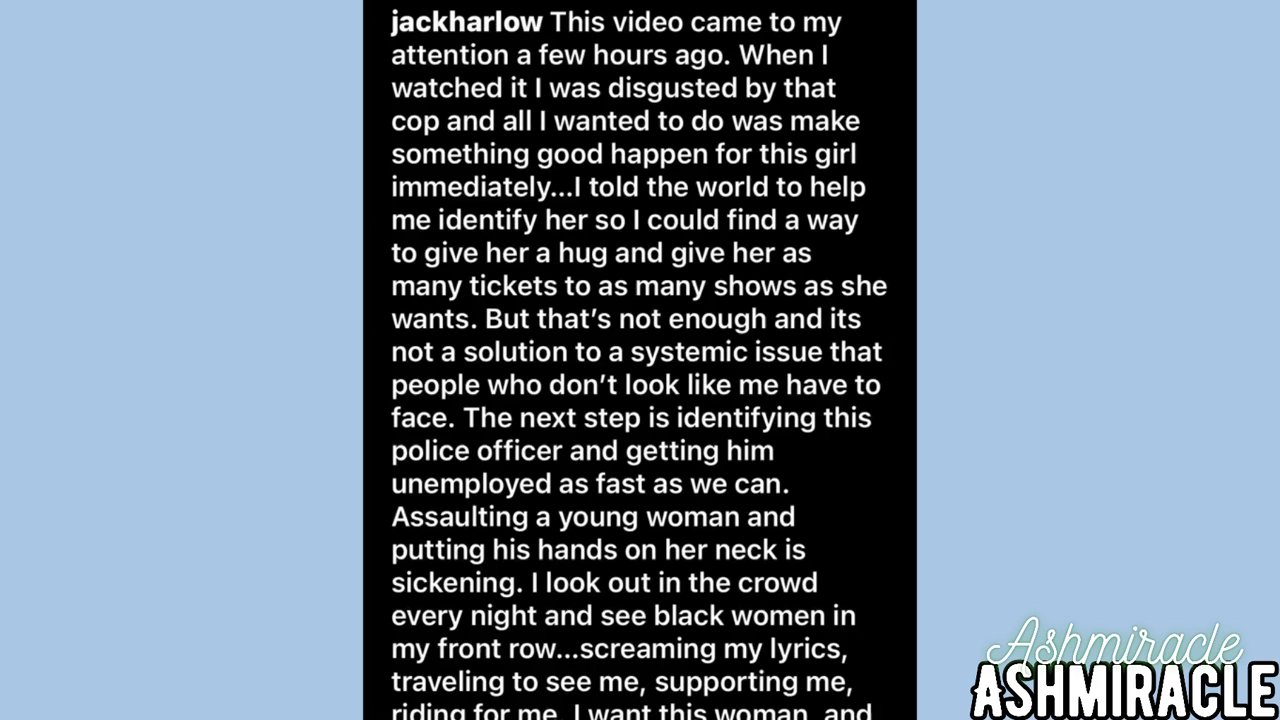 jackharlow This video came to my
attention a few hours ago. When I
watched it I was disgusted by that
cop and all I wanted to do was make
something good happen for this girl
immediately...I told the world to help
me identify her so I could find a way
to give her a hug and give her as
many tickets to as many shows as she
wants. But that’s not enough and its
not a solution to a systemic issue that
people who don’t look like me have to
face. The next step is identifying this
police officer and getting him
unemployed as fast as we can.
Assaulting a young woman and
putting his hands on her neck is
sickening. I look out in the crowd
every night and see black women in
my front row...screaming my lyrics,
traveling to see me, supporting me,
riding for me. I want this woman, and
Ashmiracle
ASHMIRACLE